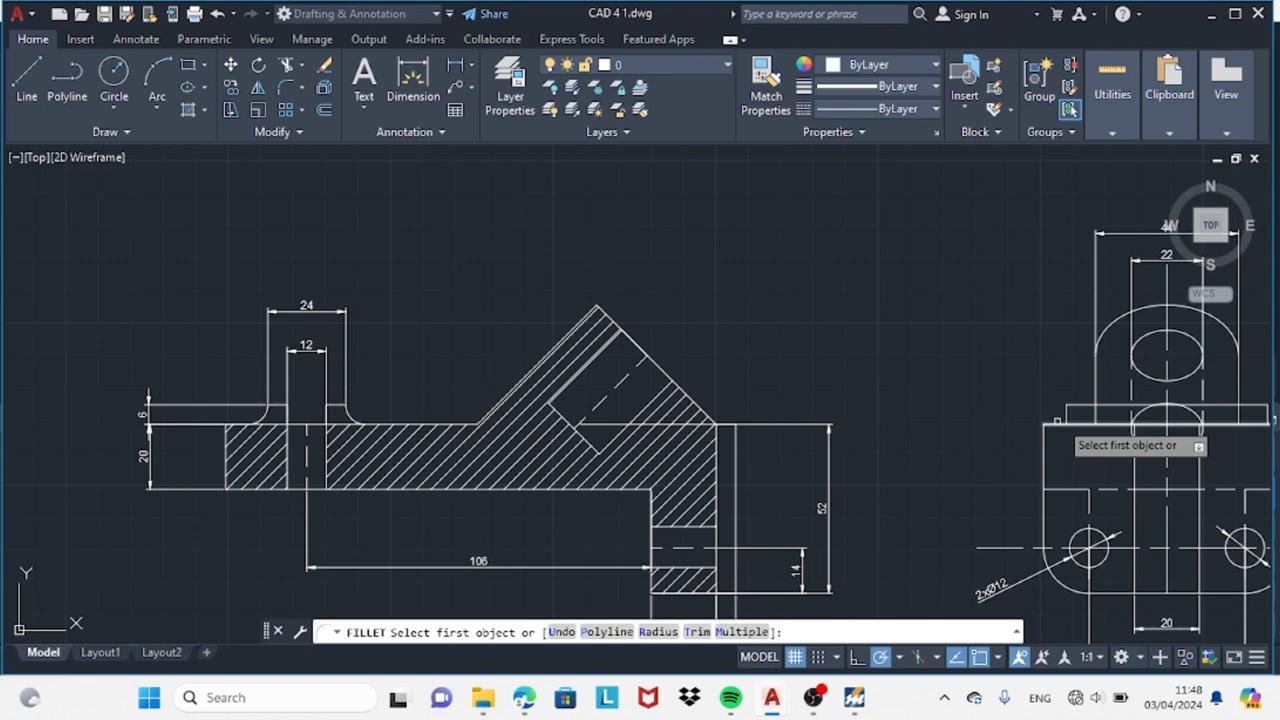 Drafting & Annotation
Share
CAD 4 1.dwg
Type a keyword or phrase
Sign In
Home Insert Annotate Parametric View Manage Output Add-ins Collaborate Express Tools Featured Apps
Line Polyline Circle Arc
Text Dimension
Layer Properties
0
Match Properties
ByLayer
ByLayer
ByLayer
Insert
Group
Utilities Clipboard View
Draw Modify Annotation Layers Properties Block Groups
[−][Top][2D Wireframe]
N
W TOP E
S
WCS
44
22
24
12
6
20
106
52
14
2xØ12
20
Select first object or
Y
X
FILLET Select first object or [Undo Polyline Radius Trim Multiple]:
Model Layout1 Layout2 +
MODEL
1:1
Search
ENG
11:48
03/04/2024